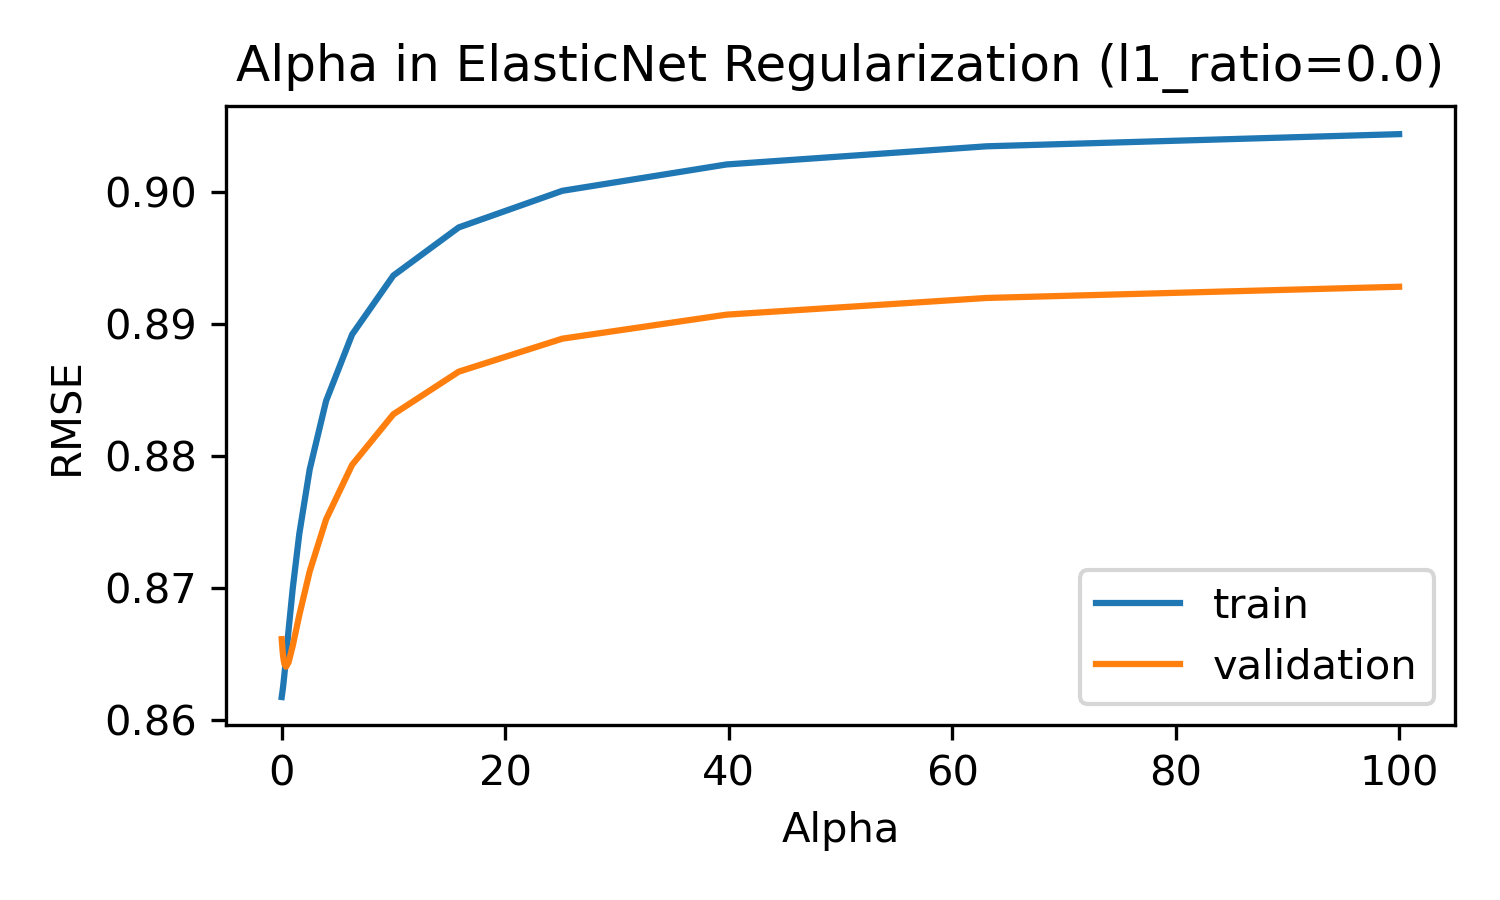 Alpha in ElasticNet Regularization (l1_ratio=0.0)
RMSE
0.90
0.89
0.88
0.87
0.86
train
validation
0 20 40 60 80 100
Alpha